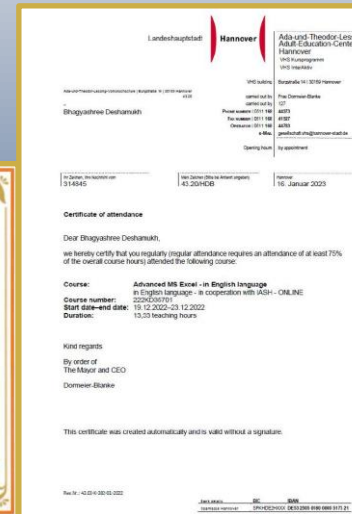 Landeshauptstadt
Hannover
Ada-und-Theodor-Less
Adult-Education-Cente
Hannover
VHS Kursprogramm
VHS
VHS building
Burgstraße 14 | 30159 Hannover
carried out by
carried out by
127
e-Mai
Opening hours
by appointment
Bhagyashree Deshamukh
314845
43.20/HDB
Hannover
16. Januar 2023
Certificate of attendance
Dear Bhagyashree Deshamukh,
we hereby certify that you regularly (regular attendance requires an attendance of at least 75%
of the overall course hours) attended the following course:
Course: Advanced MS Excel - in English language
in English language - in cooperation with IASH - ONLINE
Course number: 222KD06701
Start date–end date: 19.12.2022–23.12.2022
Duration: 13,33 teaching hours
Kind regards
By order of
The Mayor and CEO
Dormeier-Blanke
This certificate was created automatically and is valid without a signature.
BIC
IBAN